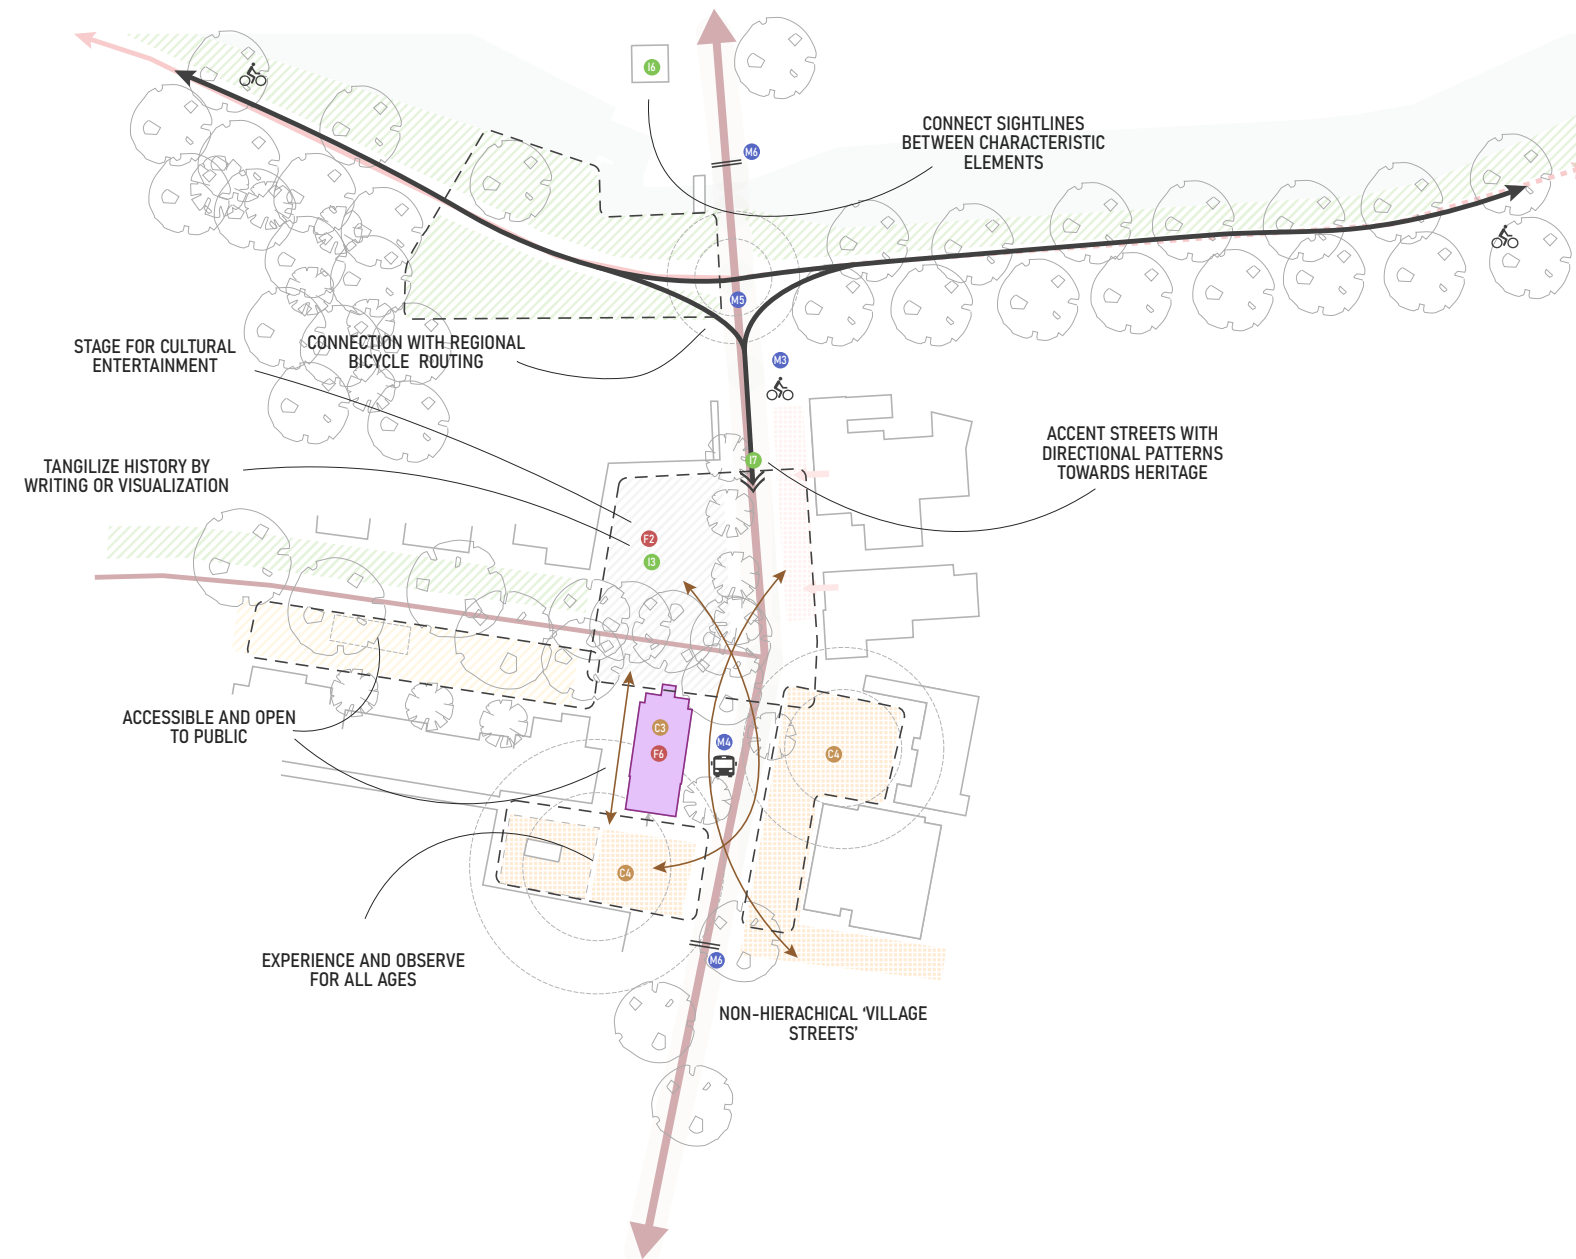 I6
M6
CONNECT SIGHTLINES
BETWEEN CHARACTERISTIC
ELEMENTS
M5
STAGE FOR CULTURAL
ENTERTAINMENT
CONNECTION WITH REGIONAL
BICYCLE ROUTING
M3
ACCENT STREETS WITH
DIRECTIONAL PATTERNS
TOWARDS HERITAGE
I7
TANGILIZE HISTORY BY
WRITING OR VISUALIZATION
F2
I3
ACCESSIBLE AND OPEN
TO PUBLIC
C3
F6
M4
C4
C4
EXPERIENCE AND OBSERVE
FOR ALL AGES
M6
NON-HIERACHICAL ‘VILLAGE
STREETS’